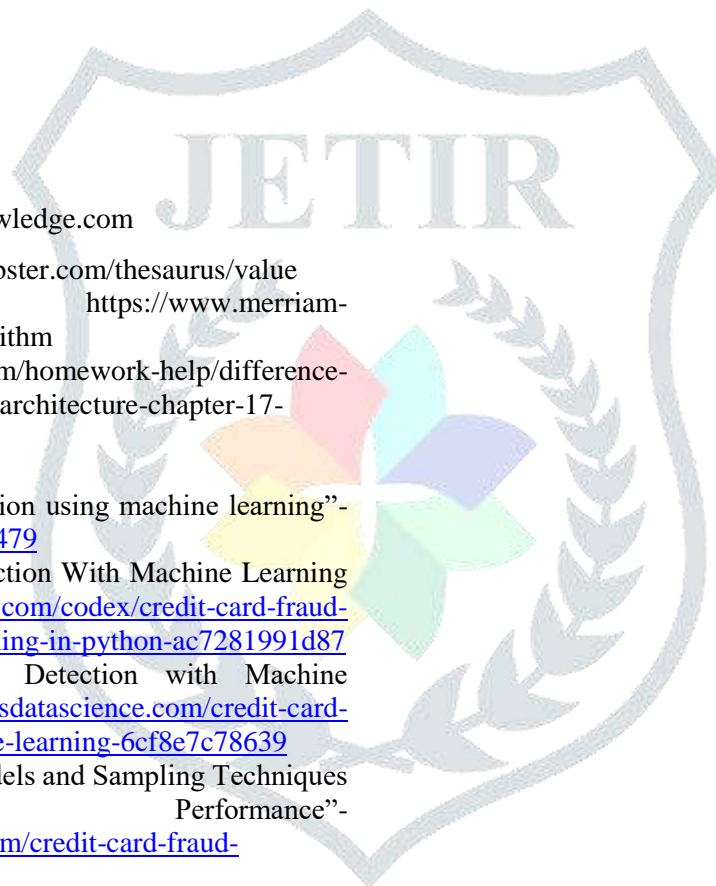 JETIR
wledge.com
bster.com/thesaurus/value
https://www.merriam-
rithm
m/homework-help/difference-
architecture-chapter-17-
ion using machine learning”-
479
ction With Machine Learning
.com/codex/credit-card-fraud-
ning-in-python-ac7281991d87
Detection with Machine
sdatascience.com/credit-card-
e-learning-6cf8e7c78639
dels and Sampling Techniques
Performance”-
m/credit-card-fraud-